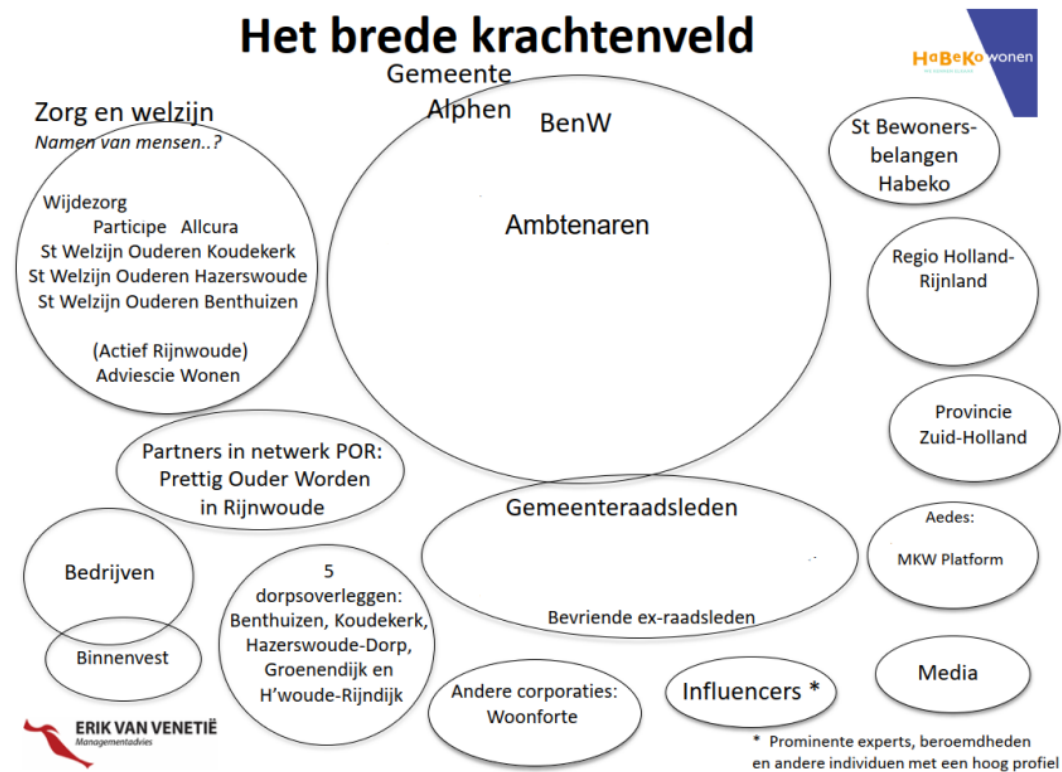 Het brede krachtenveld
HaBeKo wonen
Gemeente
Alphen
BenW
Ambtenaren
Zorg en welzijn
Namen van mensen..?
Wijdezorg
Participe Allcura
St Welzijn Ouderen Koudekerk
St Welzijn Ouderen Hazerswoude
St Welzijn Ouderen Benthuizen
(Actief Rijnwoude)
Adviescie Wonen
St Bewoners-
belangen
Habeko
Regio Holland-
Rijnland
Provincie
Zuid-Holland
Partners in netwerk POR:
Prettig Ouder Worden
in Rijnwoude
Gemeenteraadsleden
Bevriende ex-raadsleden
Aedes:
MKW Platform
Bedrijven
Binnenvest
5
dorpsoverleggen:
Benthuizen, Koudekerk,
Hazerswoude-Dorp,
Groenendijk en
H'woude-Rijndijk
Andere corporaties:
Woonforte
Influencers *
Media
ERIK VAN VENETIË
Managementadvies
* Prominente experts, beroemdheden
en andere individuen met een hoog profiel